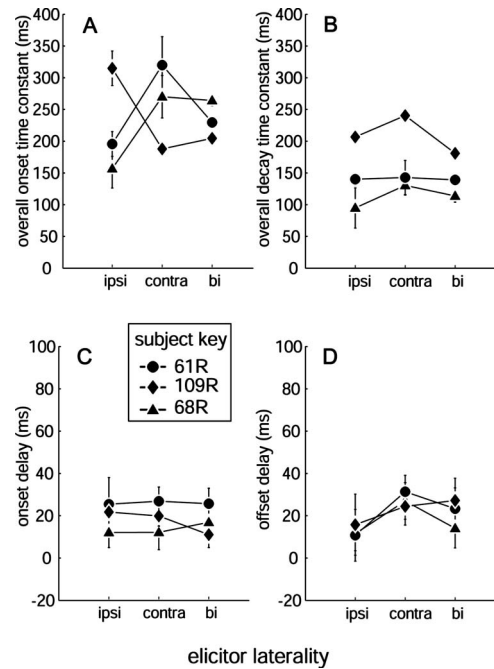 A
overall onset time constant (ms)
400
350
300
250
200
150
100
50
0
ipsi contra bi
B
overall decay time constant (ms)
400
350
300
250
200
150
100
50
0
ipsi contra bi
C
onset delay (ms)
100
80
60
40
20
0
-20
ipsi contra bi
subject key
61R
109R
68R
D
offset delay (ms)
100
80
60
40
20
0
-20
ipsi contra bi
elicitor laterality